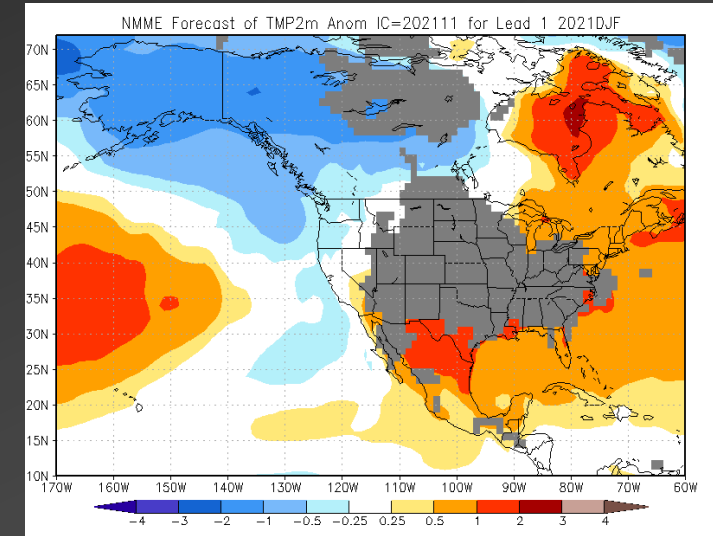 NMME Forecast of TMP2m Anom IC=202111 for Lead 1 2021DJF
70N
65N
60N
55N
50N
45N
40N
35N
30N
25N
20N
15N
10N
170W 160W 150W 140W 130W 120W 110W 100W 90W 80W 70W 60W
-4 -3 -2 -1 -0.5 -0.25 0.25 0.5 1 2 3 4